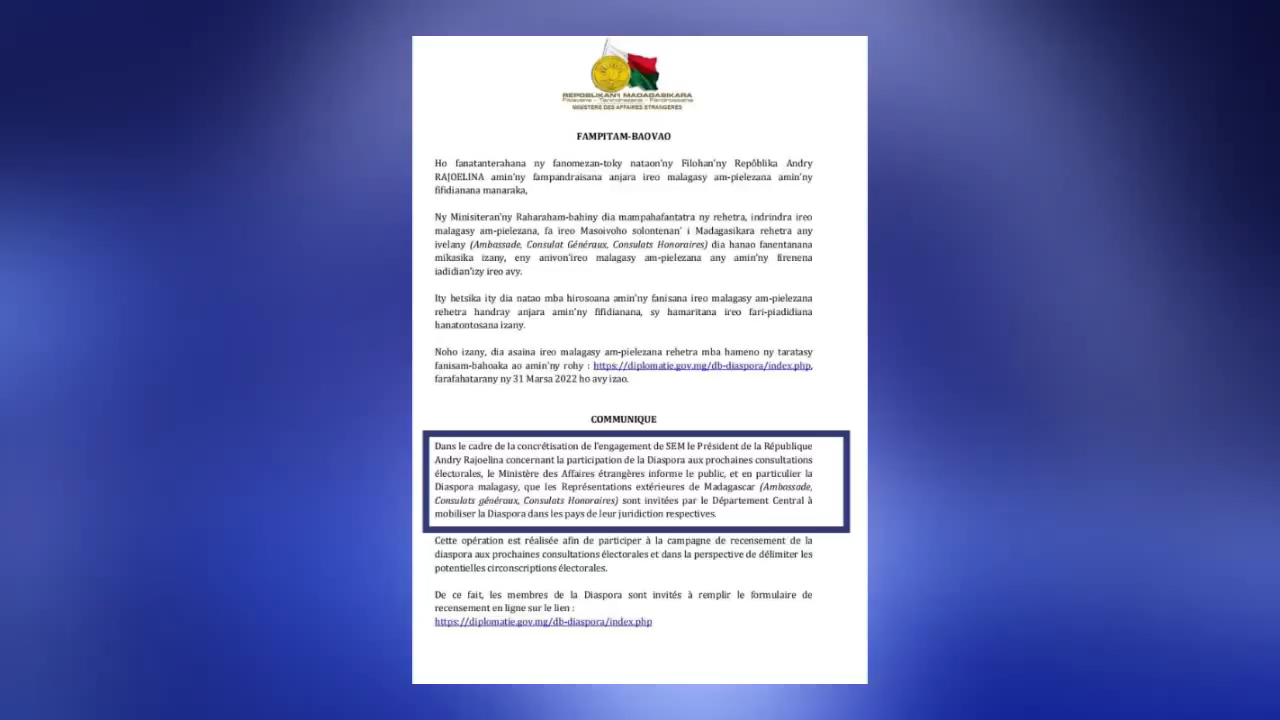 REPOBLIKAN'I MADAGASIKARA
Fitiavana - Tanindrazana - Fandrosoana
MINISTERE DES AFFAIRES ETRANGERES
FAMPITAM-BAOVAO
Ho fanatanterahana ny fanomezan-toky nataon'ny Filohan'ny Repôblika Andry
RAJOELINA amin'ny fampandraisana anjara ireo malagasy am-pielezana amin'ny
fifidianana manaraka,
Ny Minisiteran'ny Raharaham-bahiny dia mampahafantatra ny rehetra, indrindra ireo
malagasy am-pielezana, fa ireo Masoivoho solontenan' i Madagasikara rehetra any
ivelany (Ambassade, Consulat Généraux, Consulats Honoraires) dia hanao fanentanana
mikasika izany, eny anivon'ireo malagasy am-pielezana any amin'ny firenena
iadidian'izy ireo avy.
Ity hetsika ity dia natao mba hirosoana amin'ny fanisana ireo malagasy am-pielezana
rehetra handray anjara amin'ny fifidianana, sy hamaritana ireo fari-piadidiana
hanatontosana izany.
Noho izany, dia asaina ireo malagasy am-pielezana rehetra mba hameno ny taratasy
fanisam-bahoaka ao amin'ny rohy : https://diplomatie.gov.mg/db-diaspora/index.php,
farafahatarany ny 31 Marsa 2022 ho avy izao.
COMMUNIQUE
Dans le cadre de la concrétisation de l'engagement de SEM le Président de la République
Andry Rajoelina concernant la participation de la Diaspora aux prochaines consultations
électorales, le Ministère des Affaires étrangères informe le public, et en particulier la
Diaspora malagasy, que les Représentations extérieures de Madagascar (Ambassade,
Consulats généraux, Consulats Honoraires) sont invitées par le Département Central à
mobiliser la Diaspora dans les pays de leur juridiction respectives.
Cette opération est réalisée afin de participer à la campagne de recensement de la
diaspora aux prochaines consultations électorales et dans la perspective de délimiter les
potentielles circonscriptions électorales.
De ce fait, les membres de la Diaspora sont invités à remplir le formulaire de
recensement en ligne sur le lien :
https://diplomatie.gov.mg/db-diaspora/index.php